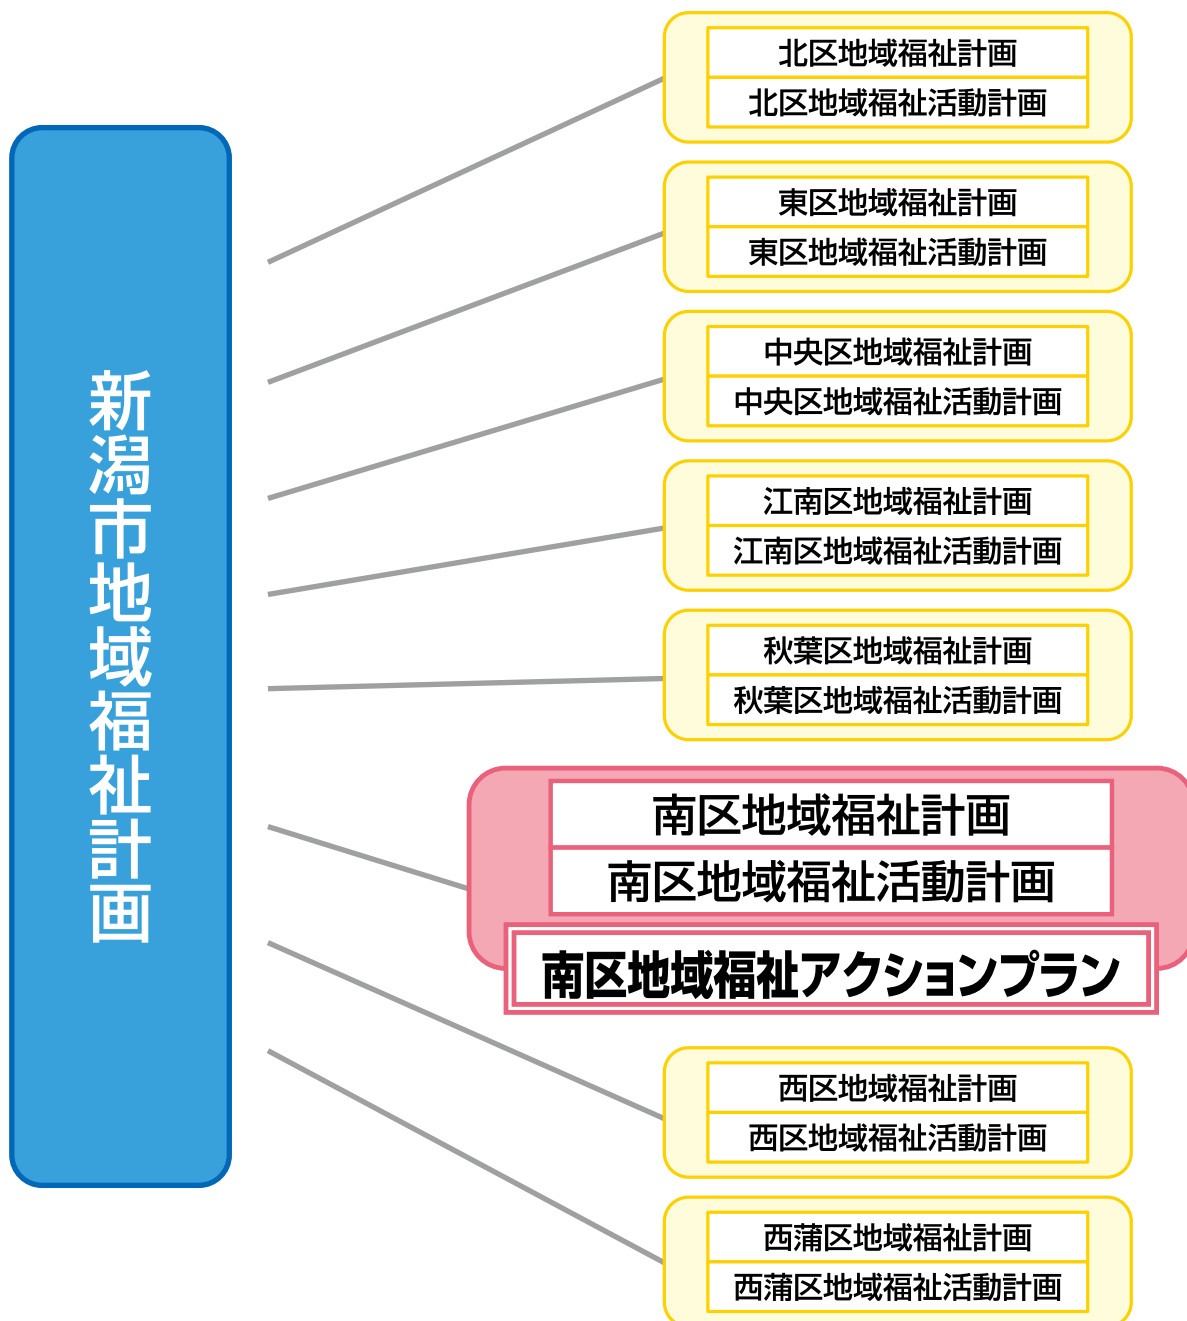 新潟市地域福祉計画
北区地域福祉計画
北区地域福祉活動計画
東区地域福祉計画
東区地域福祉活動計画
中央区地域福祉計画
中央区地域福祉活動計画
江南区地域福祉計画
江南区地域福祉活動計画
秋葉区地域福祉計画
秋葉区地域福祉活動計画
南区地域福祉計画
南区地域福祉活動計画
南区地域福祉アクションプラン
西区地域福祉計画
西区地域福祉活動計画
西蒲区地域福祉計画
西蒲区地域福祉活動計画